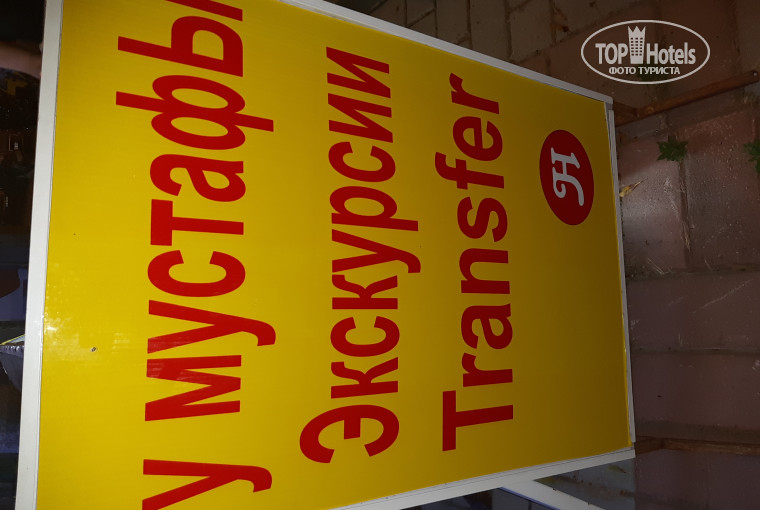 у мустафы
Экскурсии
Transfer
H
TOP Hotels
ФОТО ТУРИСТА